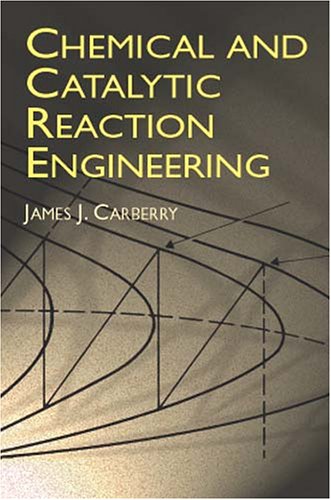 CHEMICAL AND
CATALYTIC
REACTION
ENGINEERING
JAMES J. CARBERRY